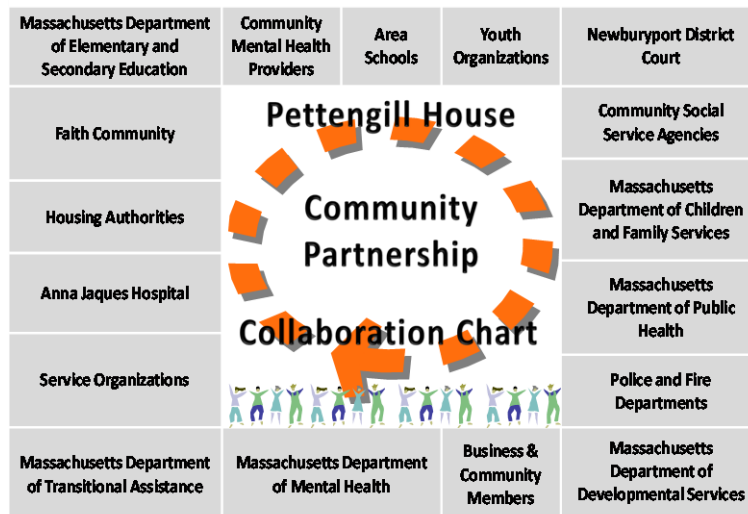 Massachusetts Department
of Elementary and
Secondary Education
Community
Mental Health
Providers
Area
Schools
Youth
Organizations
Newburyport District
Court
Faith Community
Housing Authorities
Anna Jaques Hospital
Service Organizations
Pettengill House
Community
Partnership
Collaboration Chart
Community Social
Service Agencies
Massachusetts
Department of Children
and Family Services
Massachusetts
Department of Public
Health
Police and Fire
Departments
Massachusetts Department
of Transitional Assistance
Massachusetts Department
of Mental Health
Business &
Community
Members
Massachusetts
Department of
Developmental Services